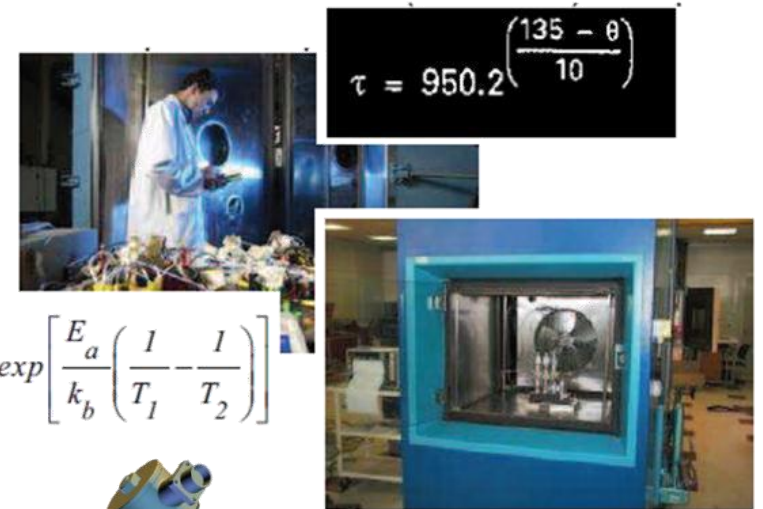 τ = 950.2^((135 − θ)/10)
exp[E_a/k_b(1/T_1 − 1/T_2)]